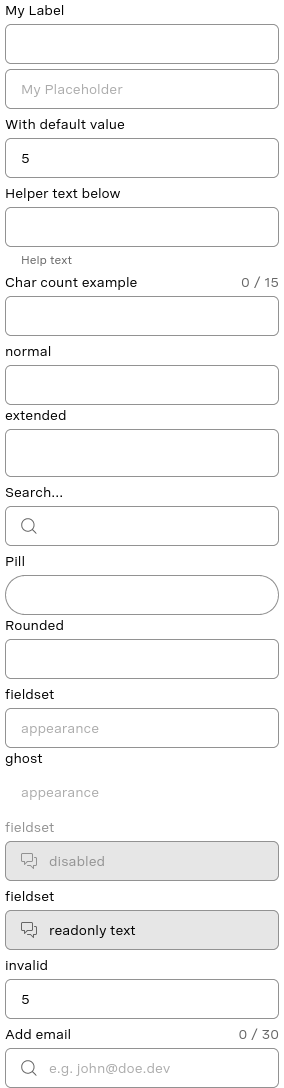 My Label
My Placeholder
With default value
5
Helper text below
Help text
Char count example 0 / 15
normal
extended
Search...
Pill
Rounded
fieldset
appearance
ghost
appearance
fieldset
disabled
fieldset
readonly text
invalid
5
Add email 0 / 30
e.g. john@doe.dev